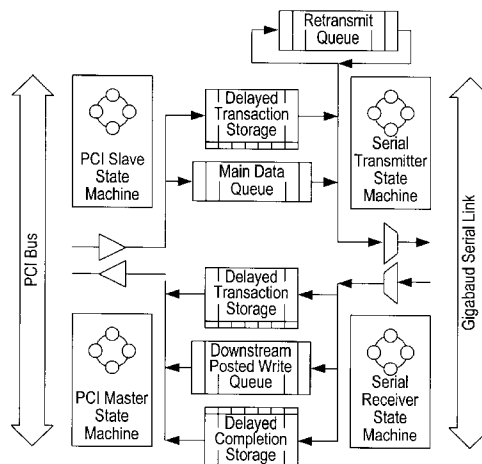 Retransmit
Queue
PCI Bus
PCI Slave
State
Machine
Delayed
Transaction
Storage
Main Data
Queue
Serial
Transmitter
State
Machine
Gigabaud Serial Link
Delayed
Transaction
Storage
PCI Master
State
Machine
Downstream
Posted Write
Queue
Delayed
Completion
Storage
Serial
Receiver
State
Machine